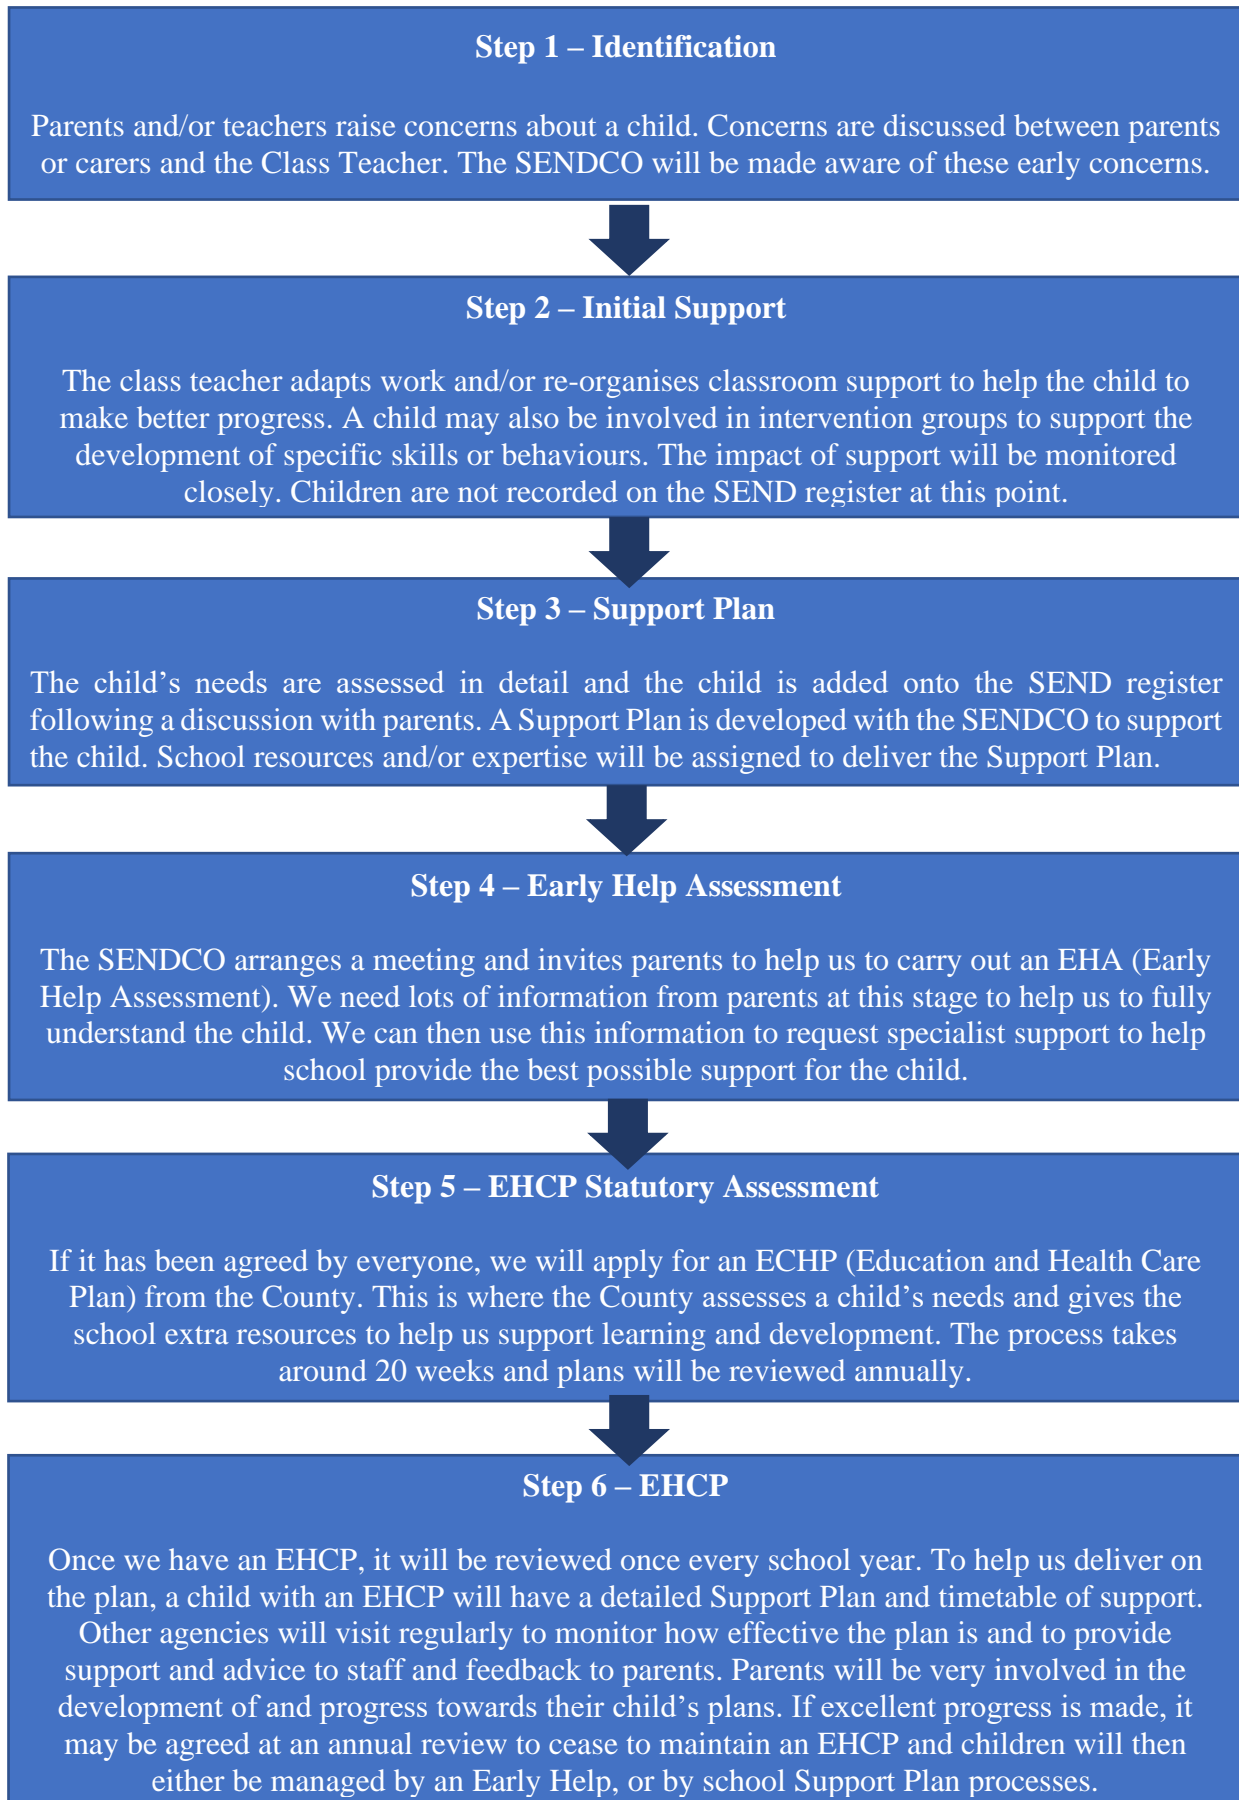 Step 1 – Identification
Parents and/or teachers raise concerns about a child. Concerns are discussed between parents
or carers and the Class Teacher. The SENDCO will be made aware of these early concerns.
Step 2 – Initial Support
The class teacher adapts work and/or re-organises classroom support to help the child to
make better progress. A child may also be involved in intervention groups to support the
development of specific skills or behaviours. The impact of support will be monitored
closely. Children are not recorded on the SEND register at this point.
Step 3 – Support Plan
The child’s needs are assessed in detail and the child is added onto the SEND register
following a discussion with parents. A Support Plan is developed with the SENDCO to support
the child. School resources and/or expertise will be assigned to deliver the Support Plan.
Step 4 – Early Help Assessment
The SENDCO arranges a meeting and invites parents to help us to carry out an EHA (Early
Help Assessment). We need lots of information from parents at this stage to help us to fully
understand the child. We can then use this information to request specialist support to help
school provide the best possible support for the child.
Step 5 – EHCP Statutory Assessment
If it has been agreed by everyone, we will apply for an ECHP (Education and Health Care
Plan) from the County. This is where the County assesses a child’s needs and gives the
school extra resources to help us support learning and development. The process takes
around 20 weeks and plans will be reviewed annually.
Step 6 – EHCP
Once we have an EHCP, it will be reviewed once every school year. To help us deliver on
the plan, a child with an EHCP will have a detailed Support Plan and timetable of support.
Other agencies will visit regularly to monitor how effective the plan is and to provide
support and advice to staff and feedback to parents. Parents will be very involved in the
development of and progress towards their child’s plans. If excellent progress is made, it
may be agreed at an annual review to cease to maintain an EHCP and children will then
either be managed by an Early Help, or by school Support Plan processes.